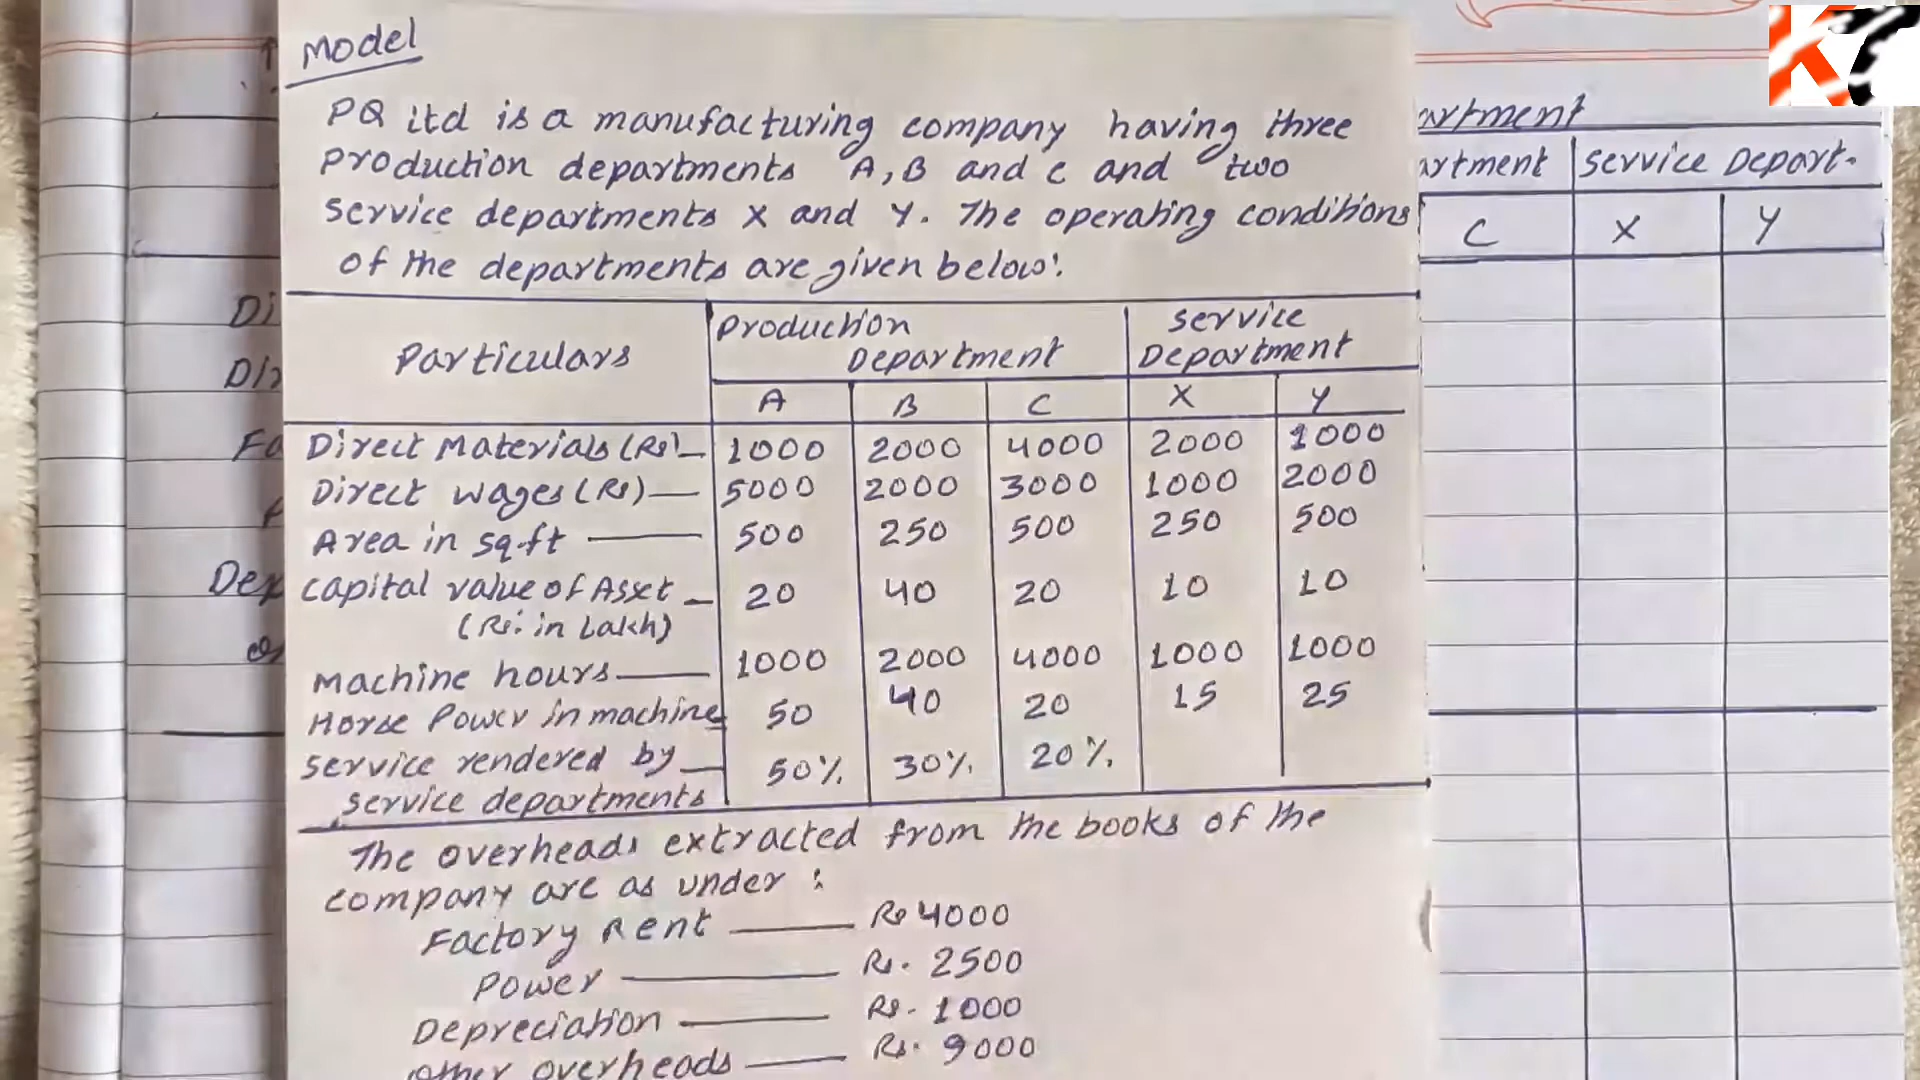 Model
PQ Ltd is a manufacturing company having three
production departments A, B and C and two
service departments X and Y. The operating conditions
of the departments are given below:
Particulars Production Department Service Department
A B C X Y
Direct Materials (Rs) 1000 2000 4000 2000 1000
Direct wages (Rs) 5000 2000 3000 1000 2000
Area in sq.ft 500 250 500 250 500
Capital value of Asset 20 40 20 10 10
(Rs: in Lakh)
Machine hours 1000 2000 4000 1000 1000
Horse Power in machine 50 40 20 15 25
Service rendered by 50% 30% 20%
service departments
The overheads extracted from the books of the
company are as under :
Factory Rent Rs 4000
Power Rs. 2500
Depreciation Rs. 1000
other overheads Rs. 9000
Service Depart-
C X Y